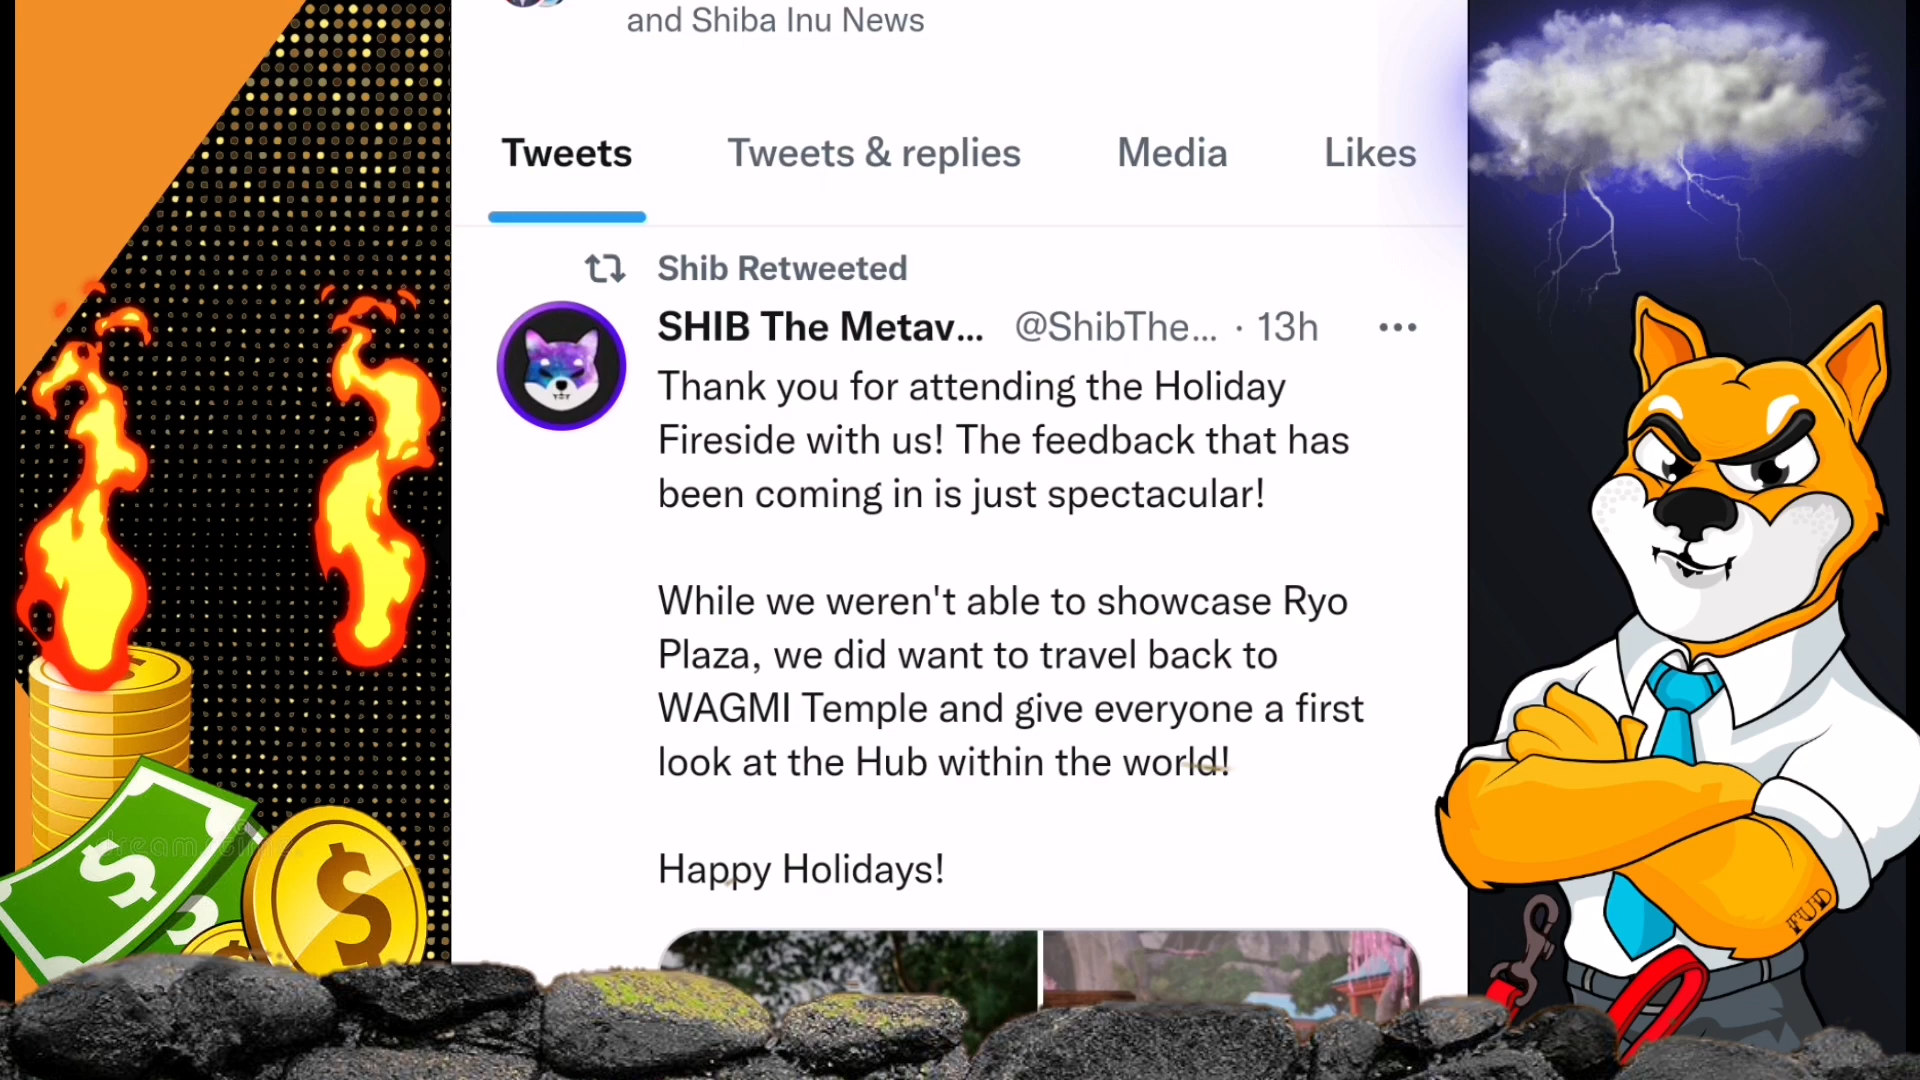 and Shiba Inu News
Tweets Tweets & replies Media Likes
Shib Retweeted
SHIB The Metav... @ShibThe... · 13h
Thank you for attending the Holiday
Fireside with us! The feedback that has
been coming in is just spectacular!
While we weren't able to showcase Ryo
Plaza, we did want to travel back to
WAGMI Temple and give everyone a first
look at the Hub within the world!
Happy Holidays!
$
$
FUD